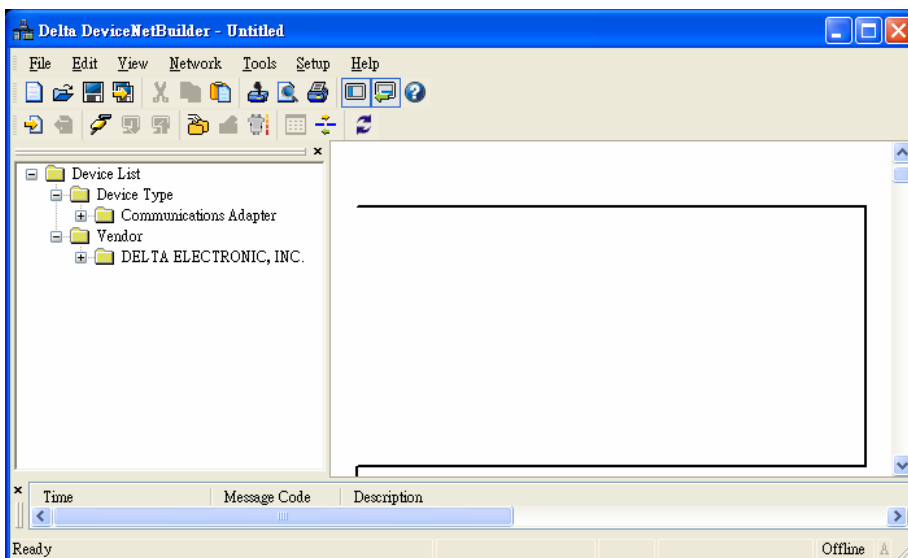 Delta DeviceNetBuilder - Untitled
File Edit View Network Tools Setup Help
Device List
Device Type
Communications Adapter
Vendor
DELTA ELECTRONIC, INC.
Time Message Code Description
Ready Offline A